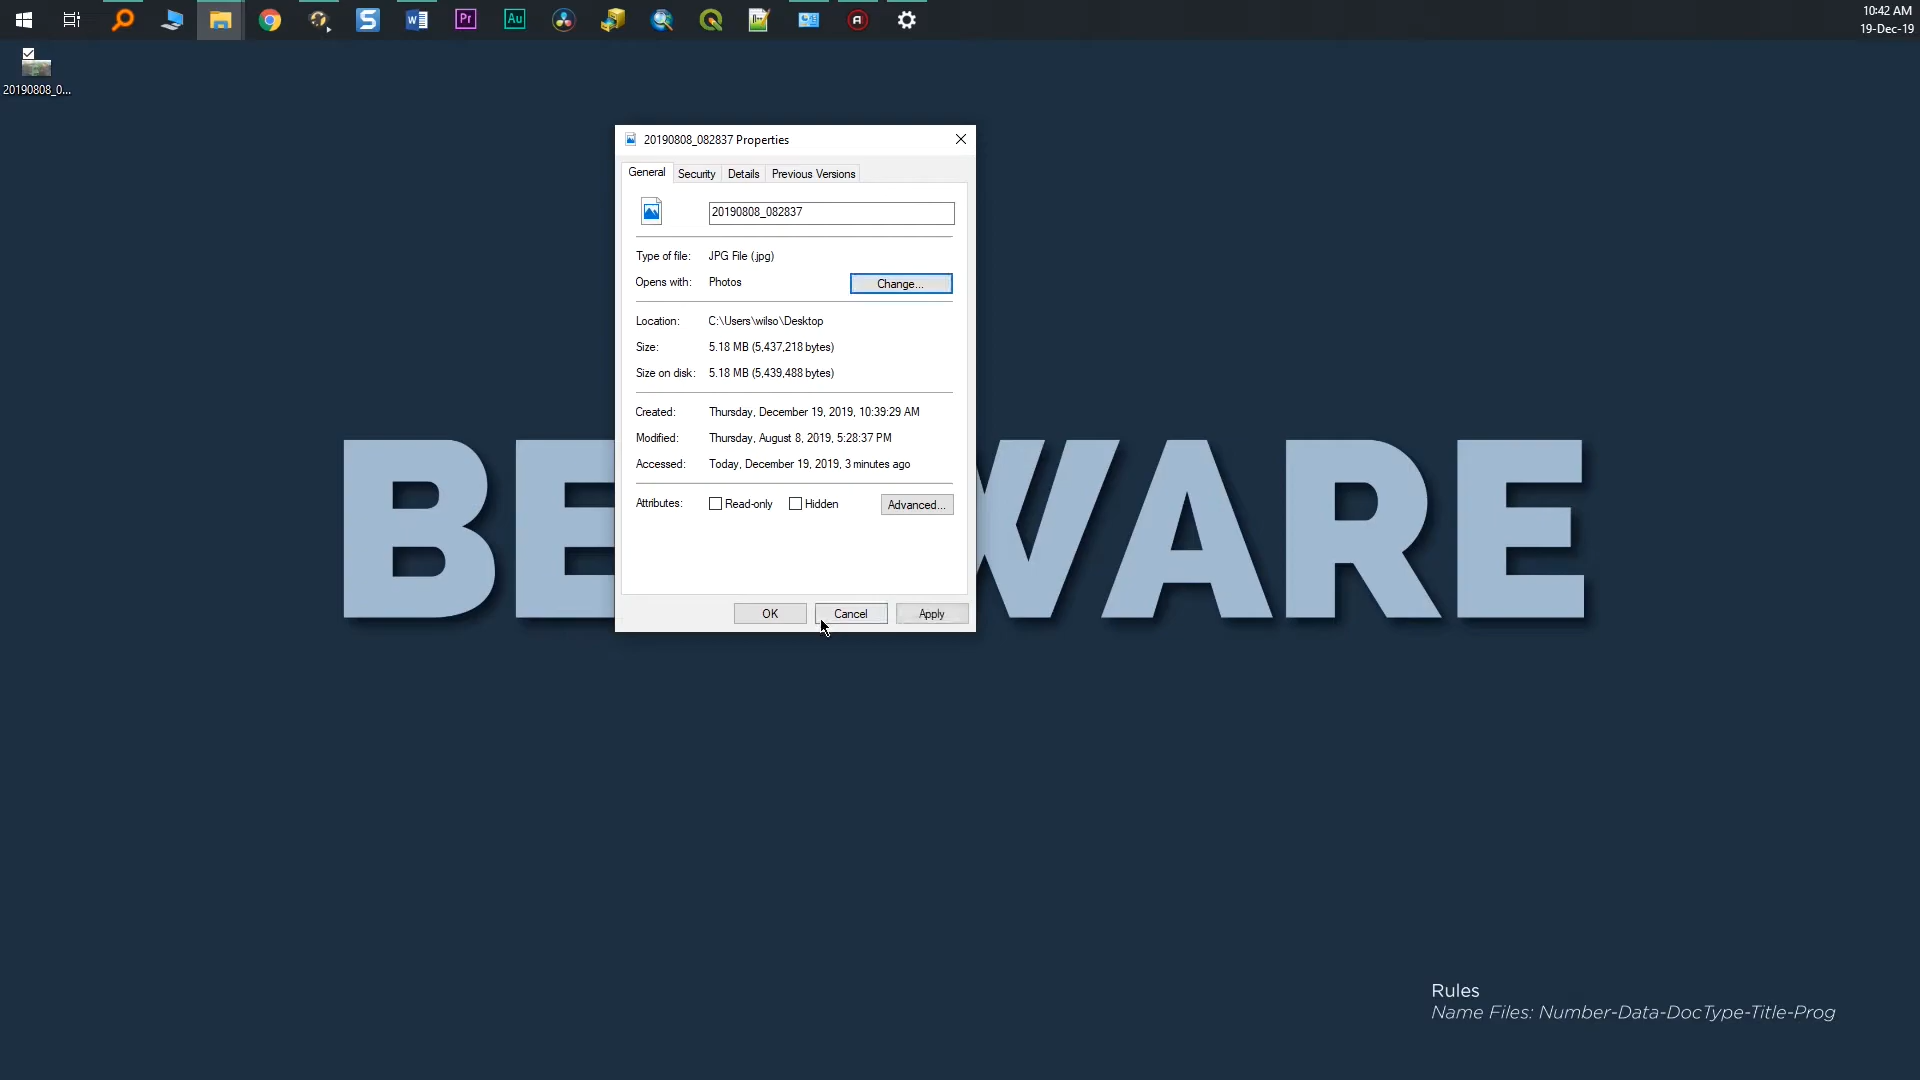 Pr
Au
S
W
10:42 AM
19-Dec-19
20190808_0...
20190808_082837 Properties
General
Security
Details
Previous Versions
20190808_082837
Type of file:
JPG File (.jpg)
Opens with:
Photos
Change...
Location:
C:\Users\wilso\Desktop
Size:
5.18 MB (5,437,218 bytes)
Size on disk:
5.18 MB (5,439,488 bytes)
Created:
Thursday, December 19, 2019, 10:39:29 AM
Modified:
Thursday, August 8, 2019, 5:28:37 PM
Accessed:
Today, December 19, 2019, 3 minutes ago
Attributes:
Read-only
Hidden
Advanced...
OK
Cancel
Apply
BE WARE
Rules
Name Files: Number-Data-DocType-Title-Prog